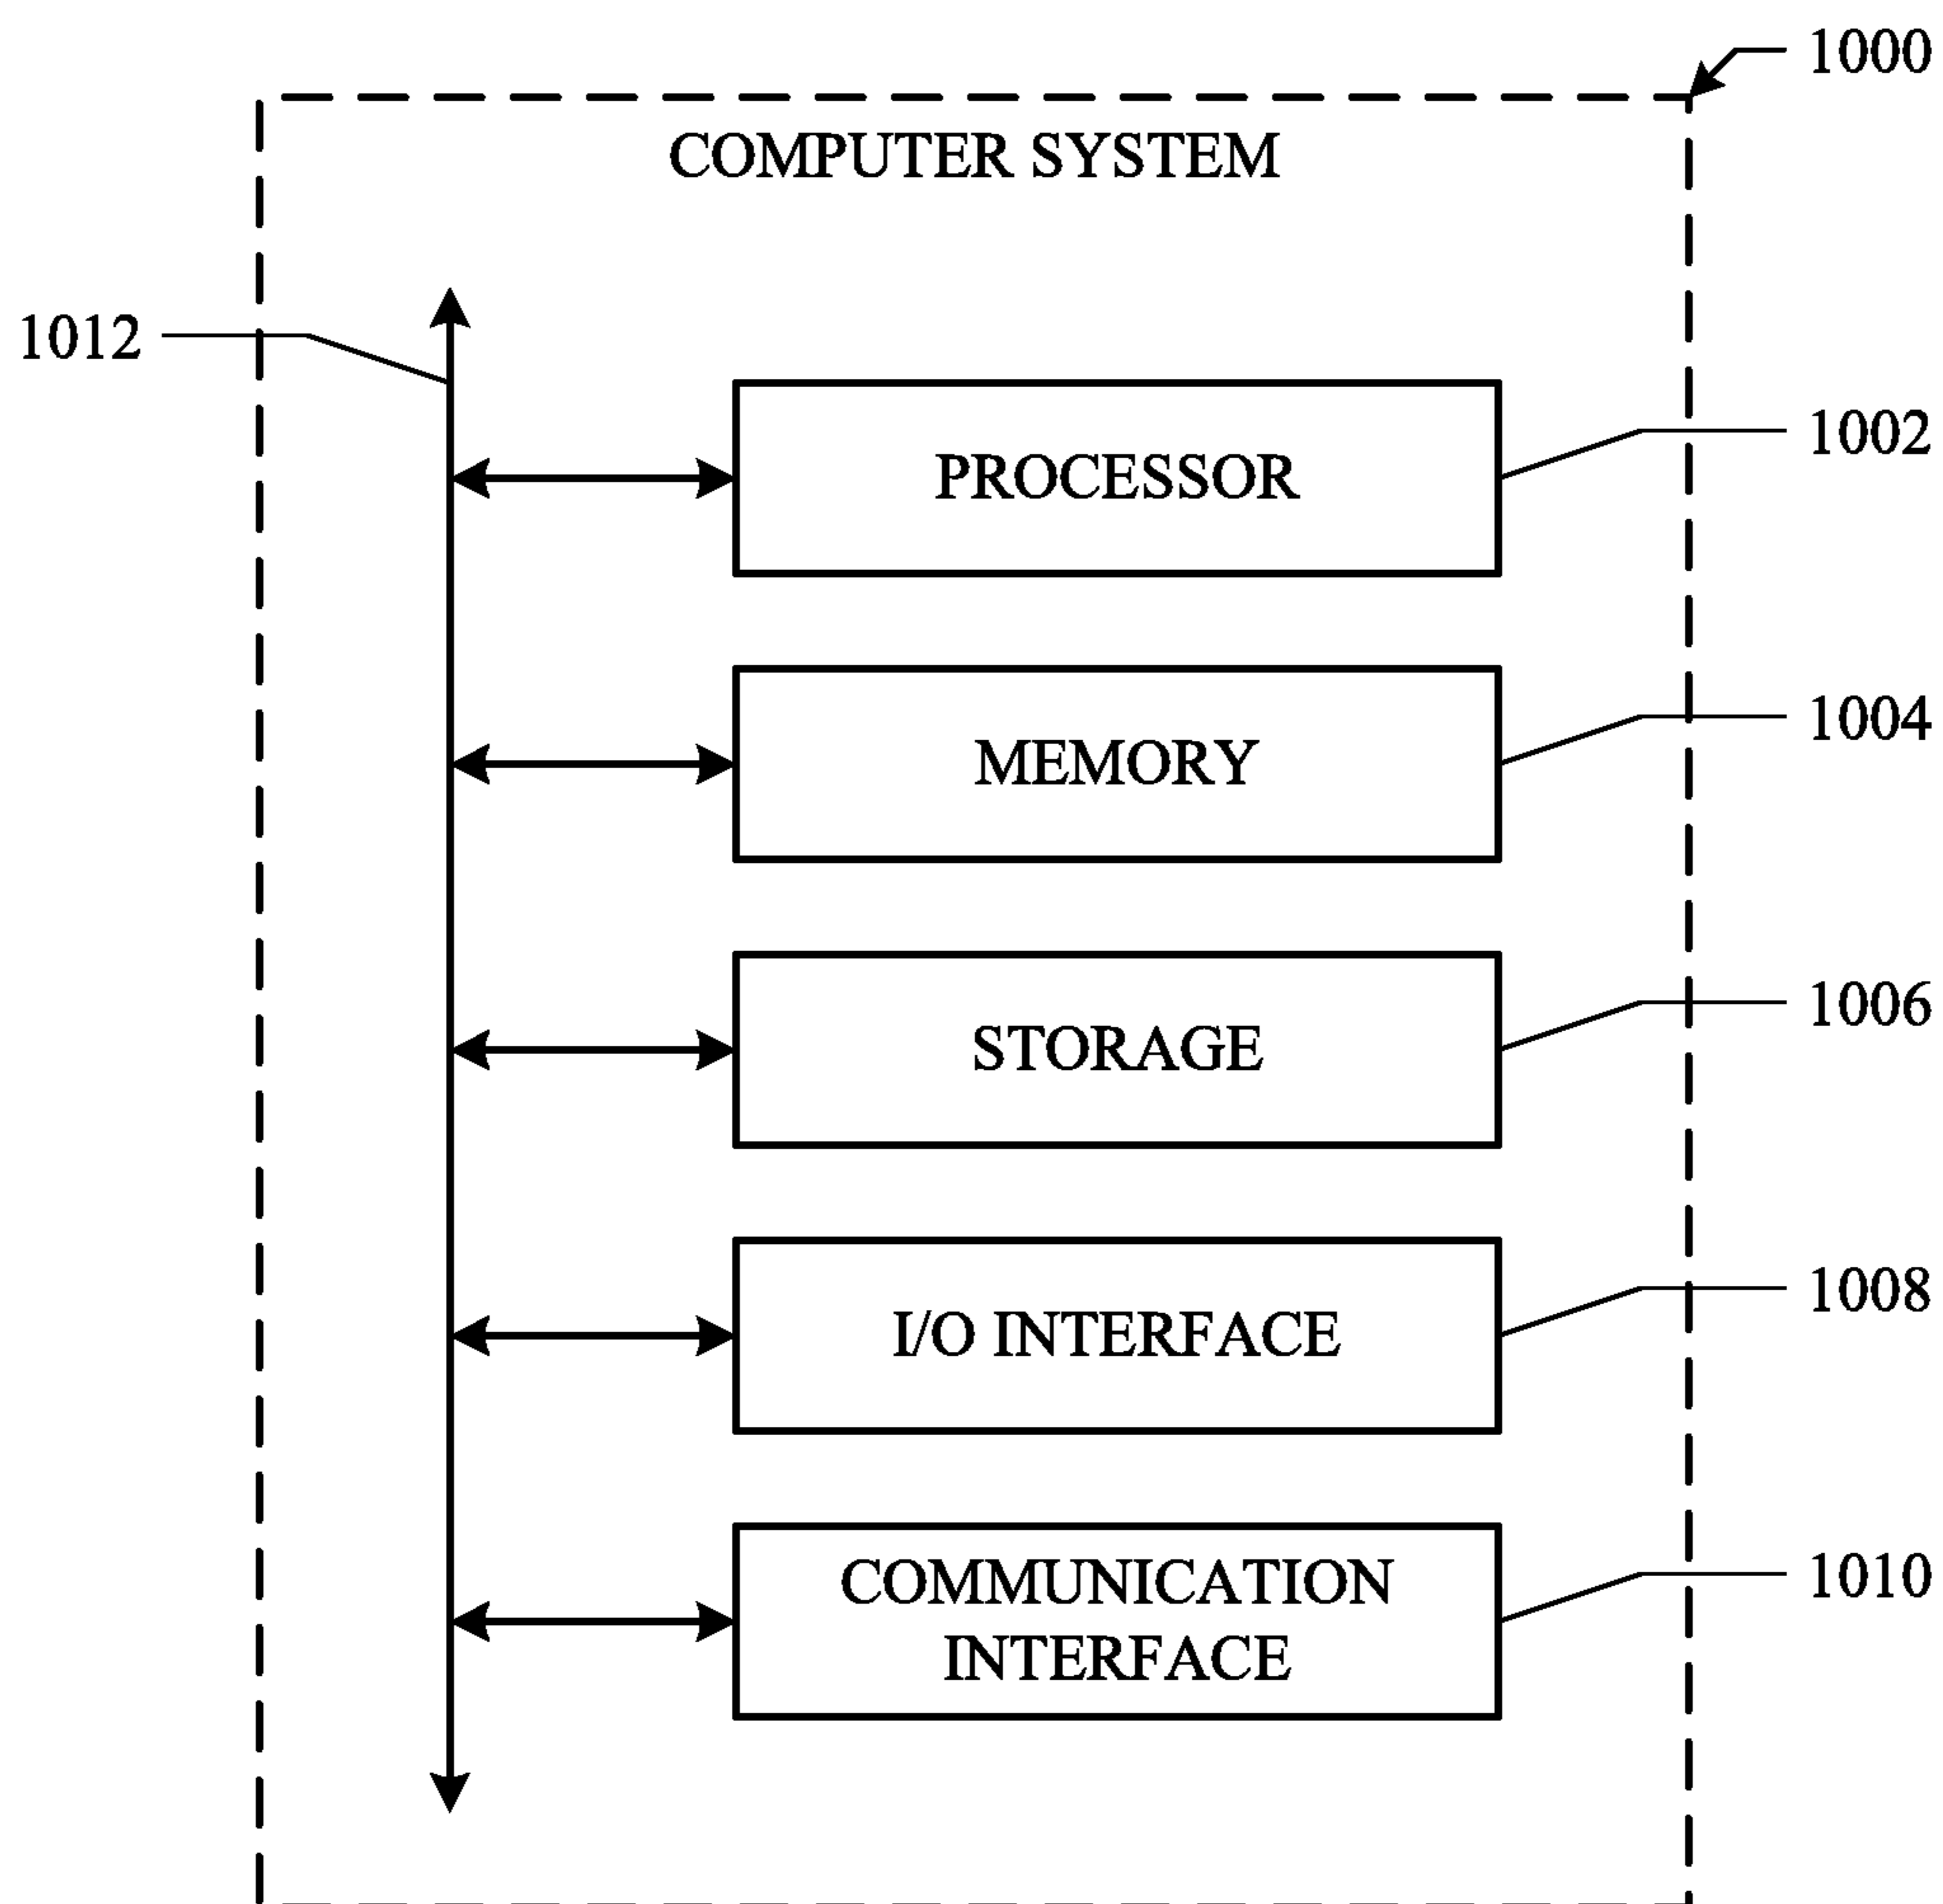 1000
COMPUTER SYSTEM
1012
1002
PROCESSOR
1004
MEMORY
1006
STORAGE
1008
I/O INTERFACE
1010
COMMUNICATION
INTERFACE